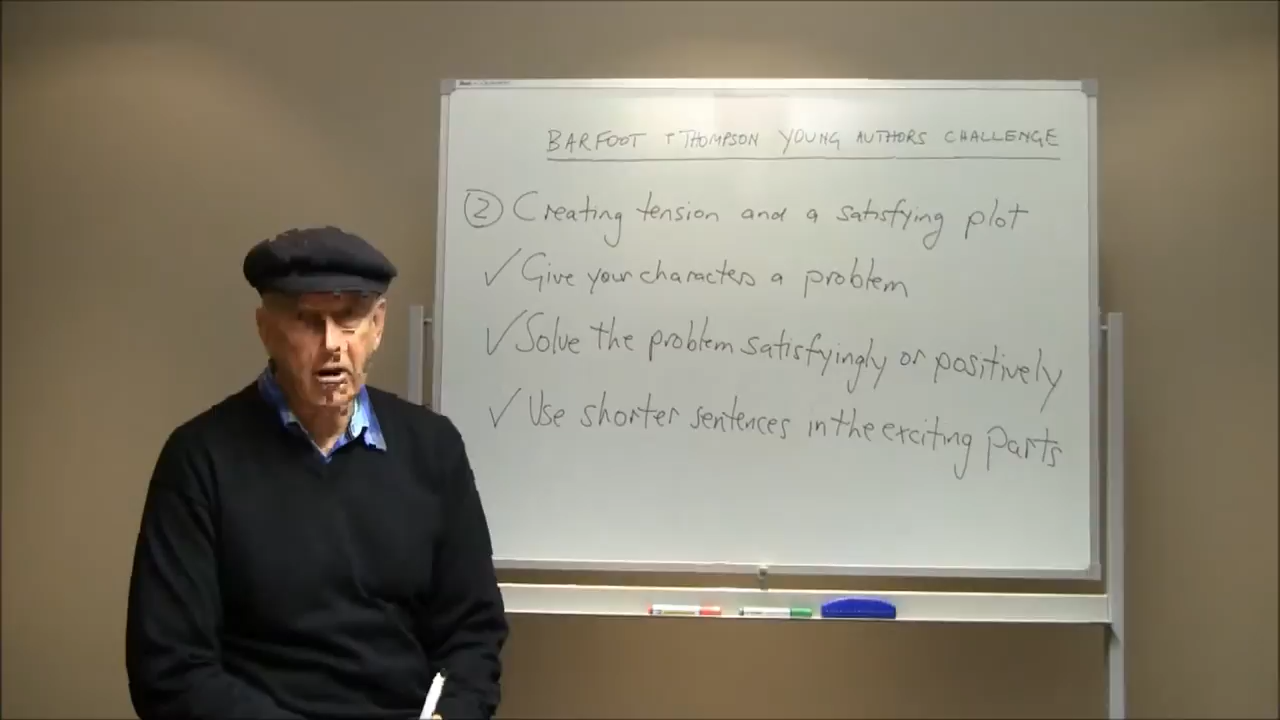 BARFOOT + THOMPSON YOUNG AUTHORS CHALLENGE
② Creating tension and a satisfying plot
✓ Give your characters a problem
✓ Solve the problem satisfyingly or positively
✓ Use shorter sentences in the exciting parts